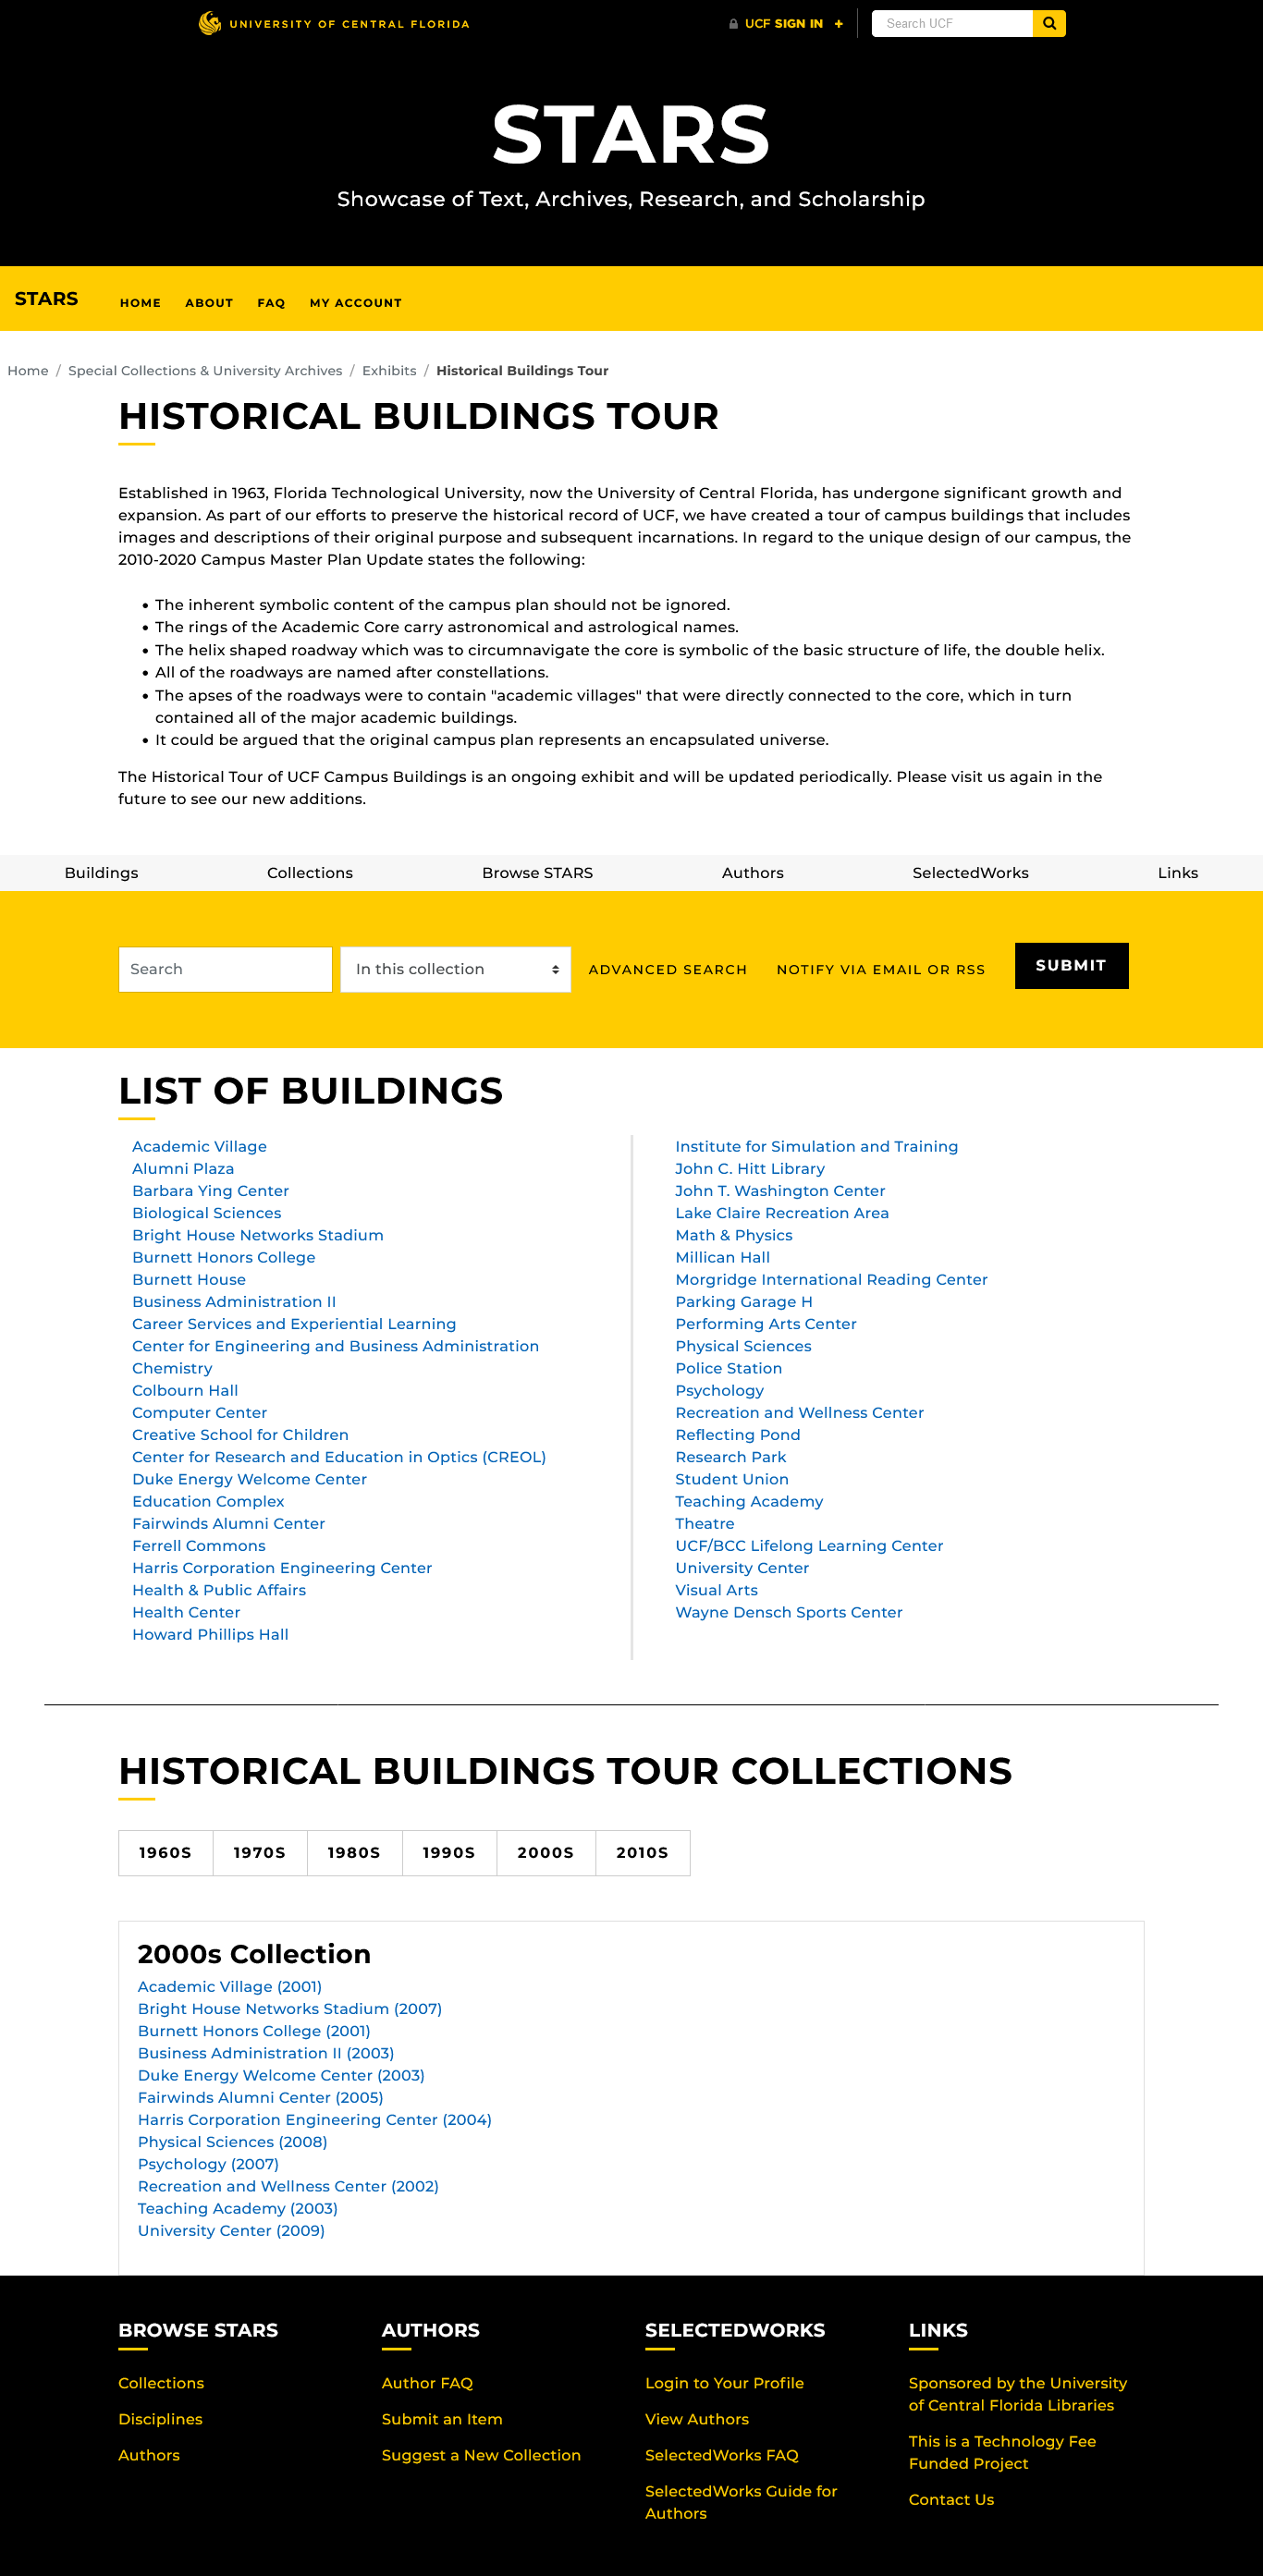 UNIVERSITY OF CENTRAL FLORIDA
UCF SIGN IN +
Search UCF
STARS
Showcase of Text, Archives, Research, and Scholarship
STARS
HOME ABOUT FAQ MY ACCOUNT
Home / Special Collections & University Archives / Exhibits / Historical Buildings Tour
HISTORICAL BUILDINGS TOUR
Established in 1963, Florida Technological University, now the University of Central Florida, has undergone significant growth and
expansion. As part of our efforts to preserve the historical record of UCF, we have created a tour of campus buildings that includes
images and descriptions of their original purpose and subsequent incarnations. In regard to the unique design of our campus, the
2010-2020 Campus Master Plan Update states the following:
• The inherent symbolic content of the campus plan should not be ignored.
• The rings of the Academic Core carry astronomical and astrological names.
• The helix shaped roadway which was to circumnavigate the core is symbolic of the basic structure of life, the double helix.
• All of the roadways are named after constellations.
• The apses of the roadways were to contain "academic villages" that were directly connected to the core, which in turn
contained all of the major academic buildings.
• It could be argued that the original campus plan represents an encapsulated universe.
The Historical Tour of UCF Campus Buildings is an ongoing exhibit and will be updated periodically. Please visit us again in the
future to see our new additions.
Buildings Collections Browse STARS Authors SelectedWorks Links
Search
In this collection
ADVANCED SEARCH
NOTIFY VIA EMAIL OR RSS
SUBMIT
LIST OF BUILDINGS
Academic Village
Alumni Plaza
Barbara Ying Center
Biological Sciences
Bright House Networks Stadium
Burnett Honors College
Burnett House
Business Administration II
Career Services and Experiential Learning
Center for Engineering and Business Administration
Chemistry
Colbourn Hall
Computer Center
Creative School for Children
Center for Research and Education in Optics (CREOL)
Duke Energy Welcome Center
Education Complex
Fairwinds Alumni Center
Ferrell Commons
Harris Corporation Engineering Center
Health & Public Affairs
Health Center
Howard Phillips Hall
Institute for Simulation and Training
John C. Hitt Library
John T. Washington Center
Lake Claire Recreation Area
Math & Physics
Millican Hall
Morgridge International Reading Center
Parking Garage H
Performing Arts Center
Physical Sciences
Police Station
Psychology
Recreation and Wellness Center
Reflecting Pond
Research Park
Student Union
Teaching Academy
Theatre
UCF/BCC Lifelong Learning Center
University Center
Visual Arts
Wayne Densch Sports Center
HISTORICAL BUILDINGS TOUR COLLECTIONS
1960S 1970S 1980S 1990S 2000S 2010S
2000s Collection
Academic Village (2001)
Bright House Networks Stadium (2007)
Burnett Honors College (2001)
Business Administration II (2003)
Duke Energy Welcome Center (2003)
Fairwinds Alumni Center (2005)
Harris Corporation Engineering Center (2004)
Physical Sciences (2008)
Psychology (2007)
Recreation and Wellness Center (2002)
Teaching Academy (2003)
University Center (2009)
BROWSE STARS
Collections
Disciplines
Authors
AUTHORS
Author FAQ
Submit an Item
Suggest a New Collection
SELECTEDWORKS
Login to Your Profile
View Authors
SelectedWorks FAQ
SelectedWorks Guide for
Authors
LINKS
Sponsored by the University
of Central Florida Libraries
This is a Technology Fee
Funded Project
Contact Us